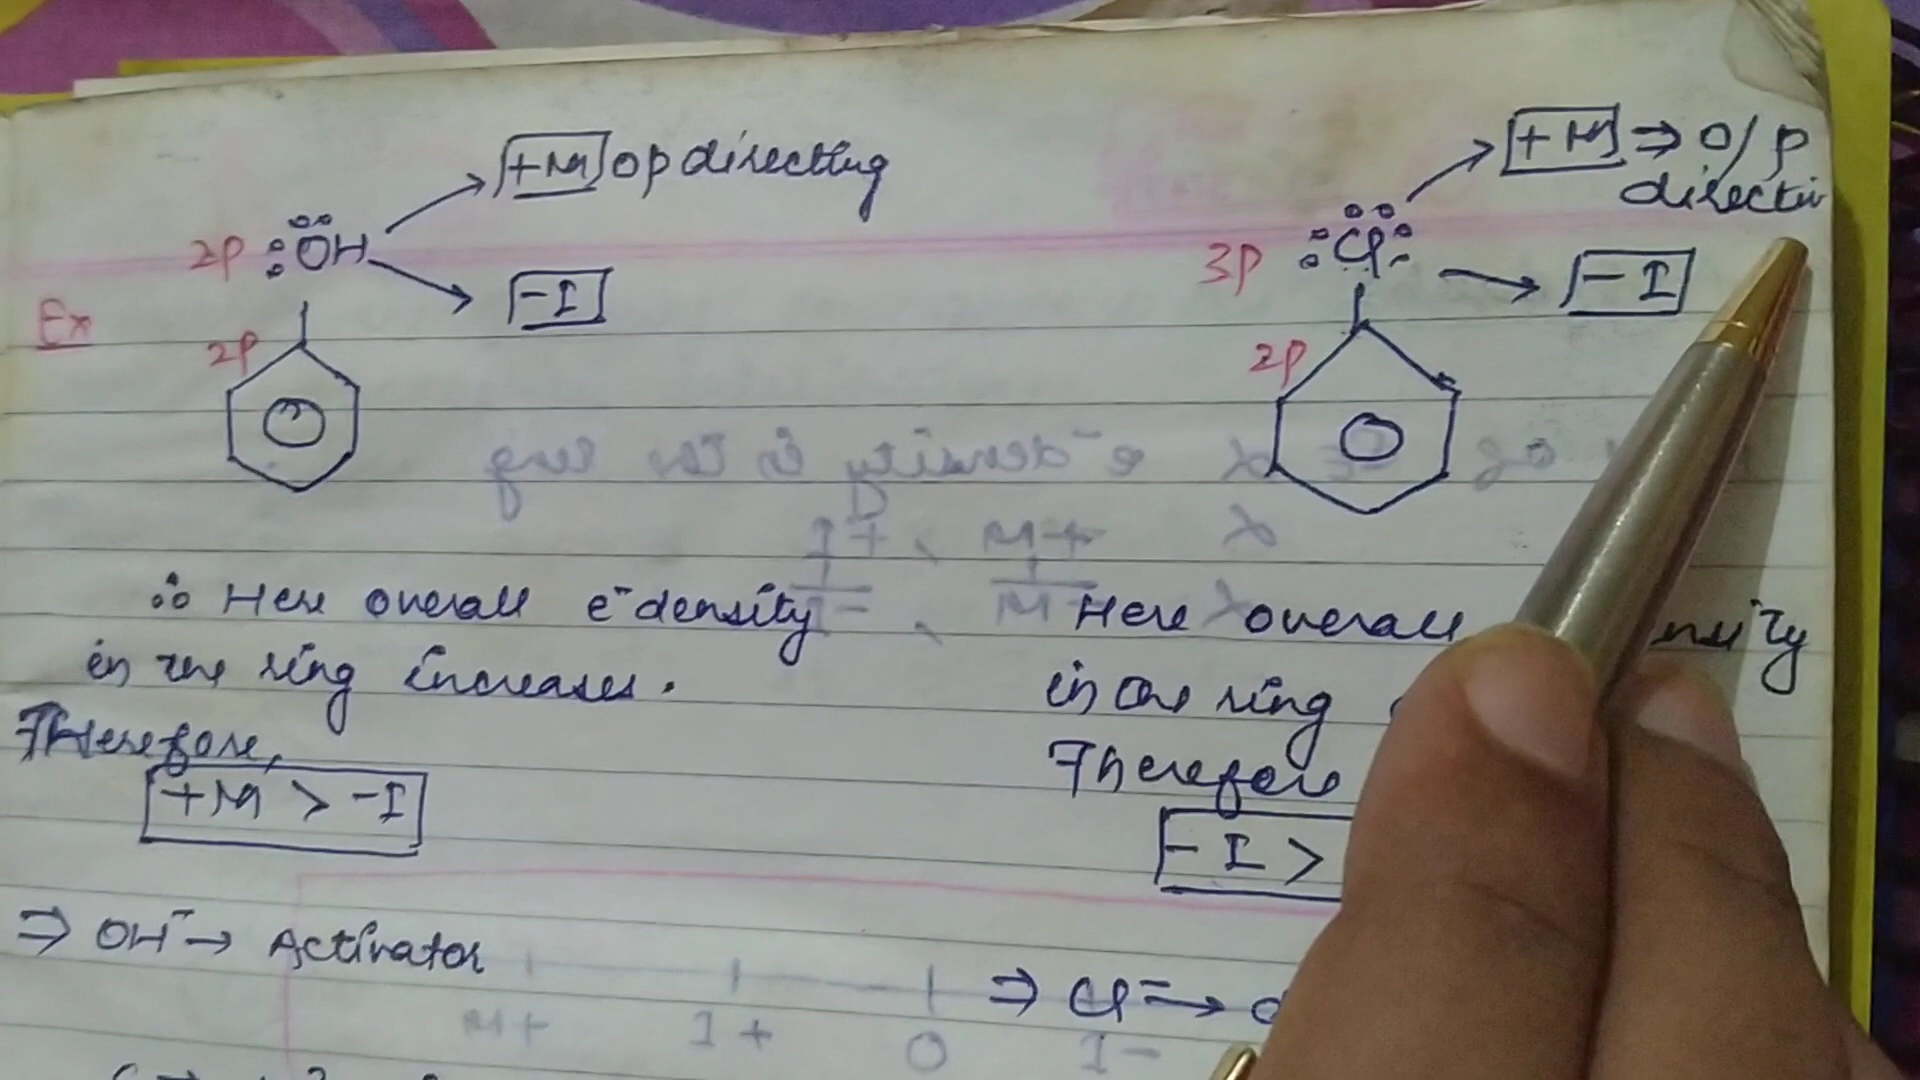 +M op directing
2p :ÖH
-I
Ex
2p
∴ Here overall e⁻density
in the ring increases.
Therefore,
+M > -I
⇒ OH⁻→ Activator
+M ⇒ o/p
directin
3p Cl
-I
2p
Here overall
in the ring
Therefore
-I >
⇒ Cl⁻→